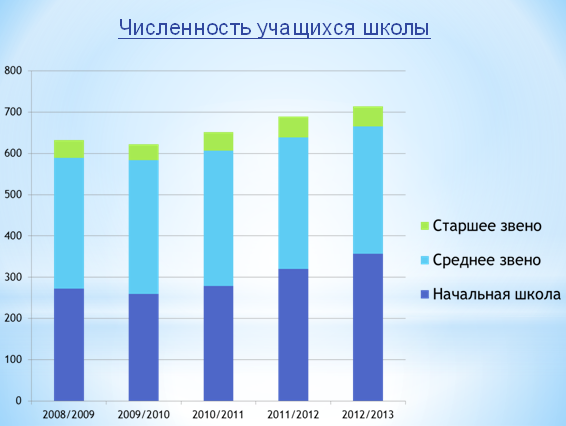 Численность учащихся школы
800
700
600
500
400
300
200
100
0
2008/2009 2009/2010 2010/2011 2011/2012 2012/2013
Старшее звено
Среднее звено
Начальная школа